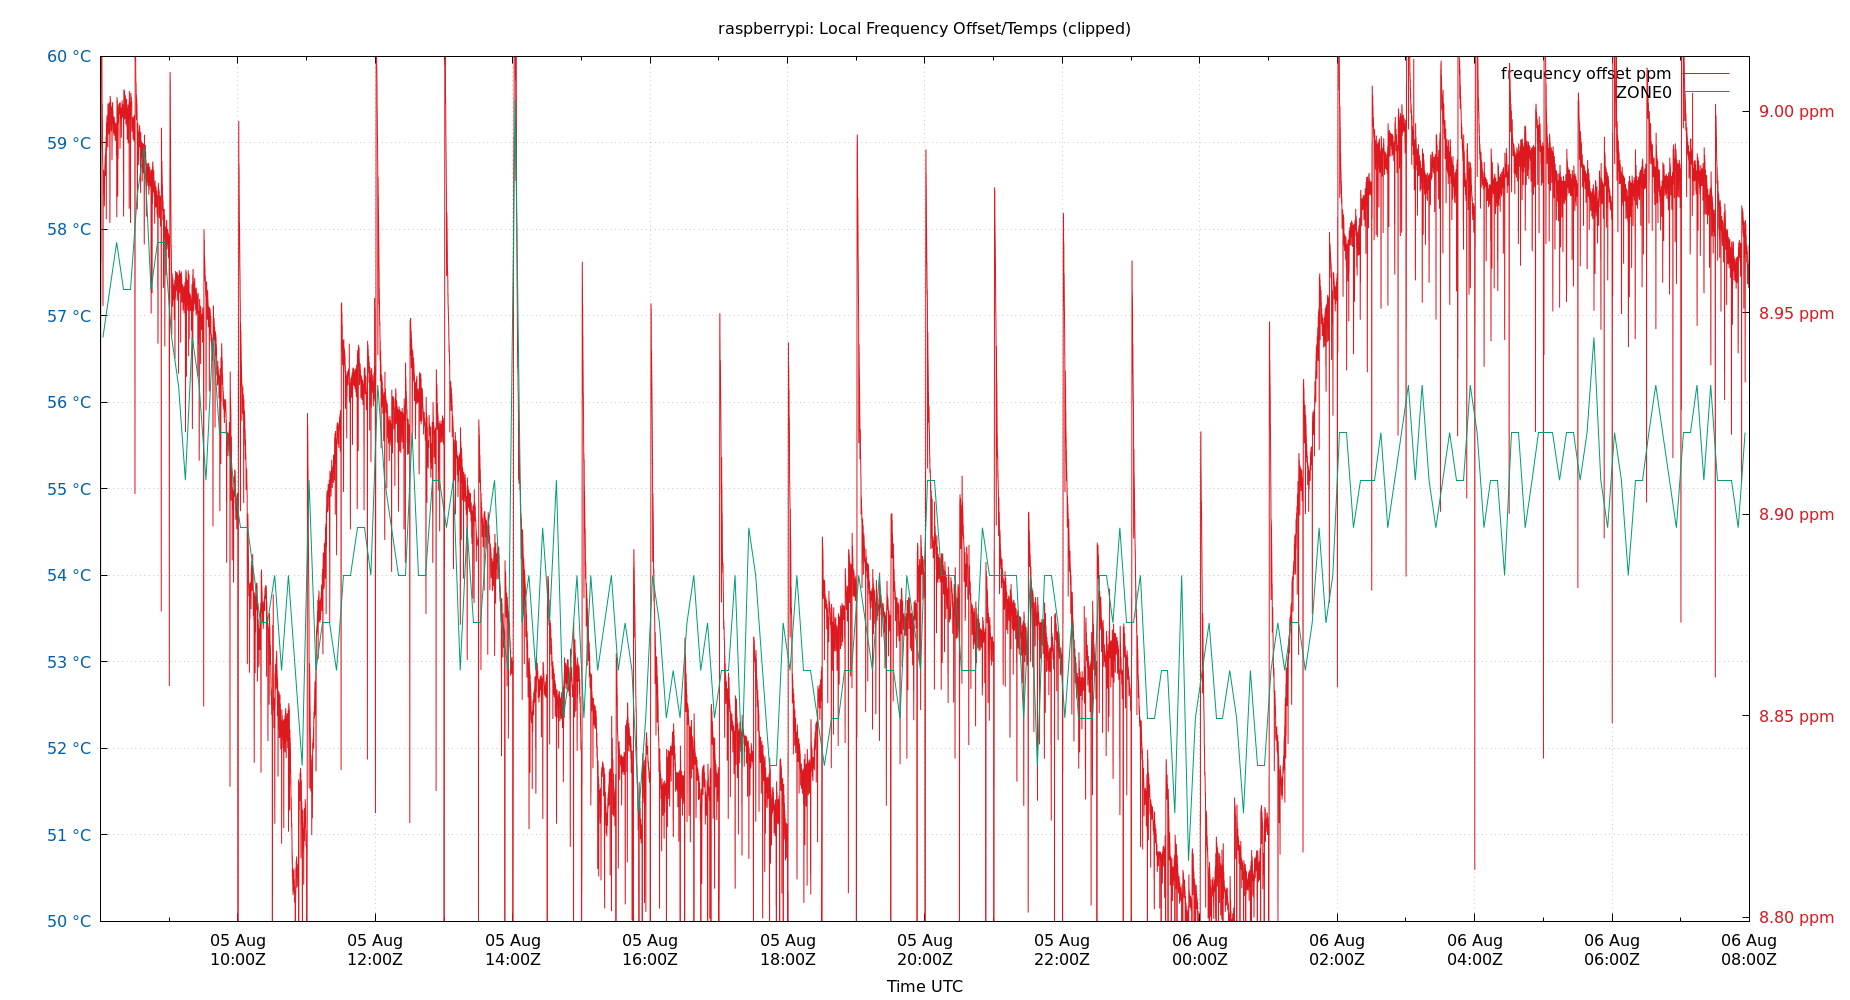 raspberrypi: Local Frequency Offset/Temps (clipped)
frequency offset ppm
ZONE0
60 °C
59 °C
58 °C
57 °C
56 °C
55 °C
54 °C
53 °C
52 °C
51 °C
50 °C
9.00 ppm
8.95 ppm
8.90 ppm
8.85 ppm
8.80 ppm
05 Aug
10:00Z
05 Aug
12:00Z
05 Aug
14:00Z
05 Aug
16:00Z
05 Aug
18:00Z
05 Aug
20:00Z
05 Aug
22:00Z
06 Aug
00:00Z
06 Aug
02:00Z
06 Aug
04:00Z
06 Aug
06:00Z
06 Aug
08:00Z
Time UTC